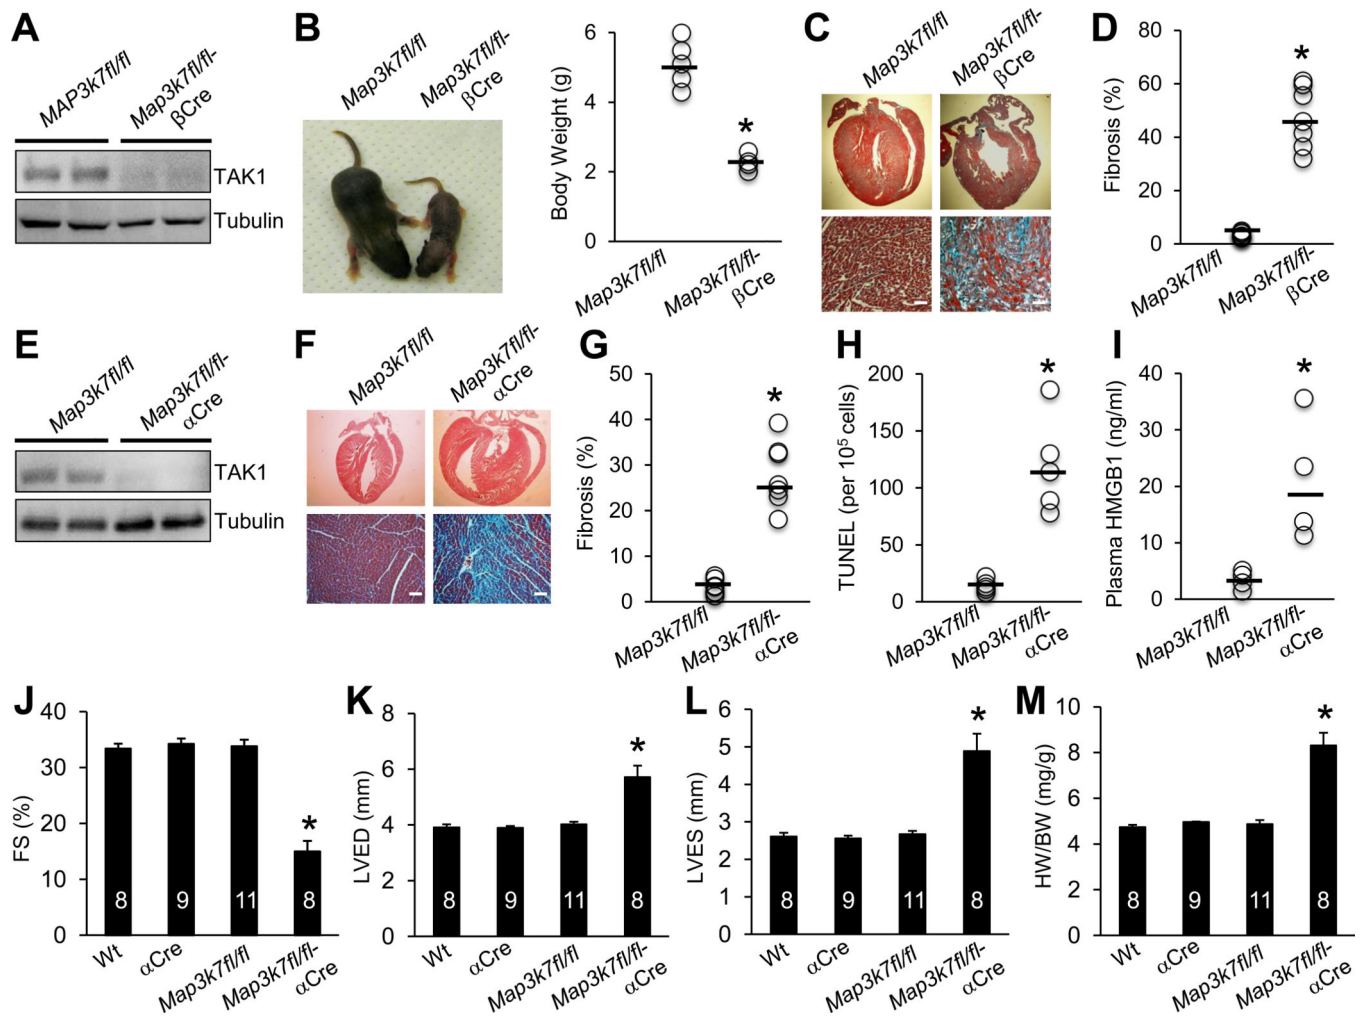 A
MAP3k7fl/fl
Map3k7fl/fl-
βCre
TAK1
Tubulin
B
Map3k7fl/fl
Map3k7fl/fl-
βCre
Body Weight (g)
6
4
2
0
*
Map3k7fl/fl
Map3k7fl/fl-
βCre
C
Map3k7fl/fl
Map3k7fl/fl-
βCre
D
Fibrosis (%)
80
60
40
20
0
*
Map3k7fl/fl
Map3k7fl/fl-
βCre
E
Map3k7fl/fl
Map3k7fl/fl-
αCre
TAK1
Tubulin
F
Map3k7fl/fl
Map3k7fl/fl-
αCre
G
Fibrosis (%)
50
40
30
20
10
0
*
Map3k7fl/fl
Map3k7fl/fl-
αCre
H
TUNEL (per 10⁵ cells)
200
150
100
50
0
*
Map3k7fl/fl
Map3k7fl/fl-
αCre
I
Plasma HMGB1 (ng/ml)
40
30
20
10
0
*
Map3k7fl/fl
Map3k7fl/fl-
αCre
J
FS (%)
40
30
20
10
0
*
8 9 11 8
Wt
αCre
Map3k7fl/fl
Map3k7fl/fl-
αCre
K
LVED (mm)
8
6
4
2
0
*
8 9 11 8
Wt
αCre
Map3k7fl/fl
Map3k7fl/fl-
αCre
L
LVES (mm)
6
5
4
3
2
1
0
*
8 9 11 8
Wt
αCre
Map3k7fl/fl
Map3k7fl/fl-
αCre
M
HW/BW (mg/g)
10
8
6
4
2
0
*
8 9 11 8
Wt
αCre
Map3k7fl/fl
Map3k7fl/fl-
αCre